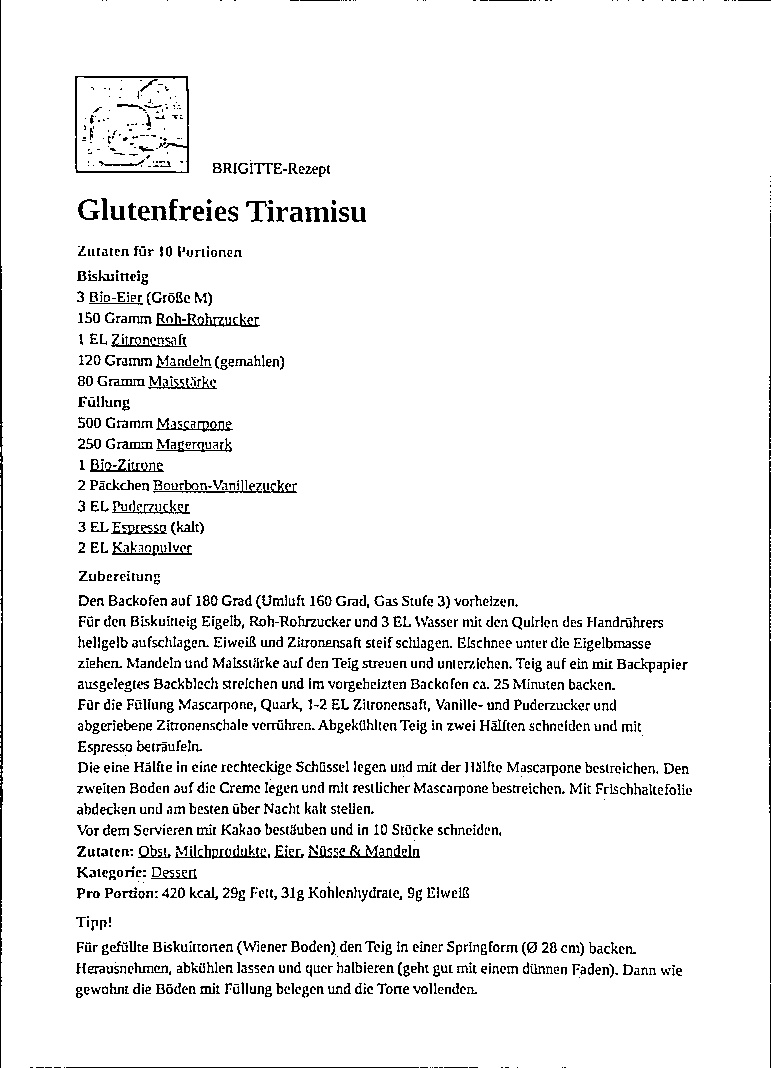 BRIGITTE-Rezept
Glutenfreies Tiramisu
Zutaten für 10 Portionen
Biskuitteig
3 Bio-Eier (Größe M)
150 Gramm Roh-Rohrzucker
1 EL Zitronensaft
120 Gramm Mandeln (gemahlen)
80 Gramm Maisstärke
Füllung
500 Gramm Mascarpone
250 Gramm Magerquark
1 Bio-Zitrone
2 Päckchen Bourbon-Vanillezucker
3 EL Puderzucker
3 EL Espresso (kalt)
2 EL Kakaopulver
Zubereitung
Den Backofen auf 180 Grad (Umluft 160 Grad, Gas Stufe 3) vorheizen.
Für den Biskuitteig Eigelb, Roh-Rohrzucker und 3 EL Wasser mit den Quirlen des Handrührers
hellgelb aufschlagen. Eiweiß und Zitronensaft steif schlagen. Eischnee unter die Eigelbmasse
ziehen. Mandeln und Maisstärke auf den Teig streuen und unterziehen. Teig auf ein mit Backpapier
ausgelegtes Backblech streichen und im vorgeheizten Backofen ca. 25 Minuten backen.
Für die Füllung Mascarpone, Quark, 1-2 EL Zitronensaft, Vanille- und Puderzucker und
abgeriebene Zitronenschale verrühren. Abgekühlten Teig in zwei Hälften schneiden und mit
Espresso beträufeln.
Die eine Hälfte in eine rechteckige Schüssel legen und mit der Hälfte Mascarpone bestreichen. Den
zweiten Boden auf die Creme legen und mit restlicher Mascarpone bestreichen. Mit Frischhaltefolie
abdecken und am besten über Nacht kalt stellen.
Vor dem Servieren mit Kakao bestäuben und in 10 Stücke schneiden.
Zutaten: Obst, Milchprodukte, Eier, Nüsse & Mandeln
Kategorie: Dessert
Pro Portion: 420 kcal, 29g Fett, 31g Kohlenhydrate, 9g Eiweiß
Tipp!
Für gefüllte Biskuittorten (Wiener Boden) den Teig in einer Springform (Ø 28 cm) backen.
Herausnehmen, abkühlen lassen und quer halbieren (geht gut mit einem dünnen Faden). Dann wie
gewohnt die Böden mit Füllung belegen und die Torte vollenden.